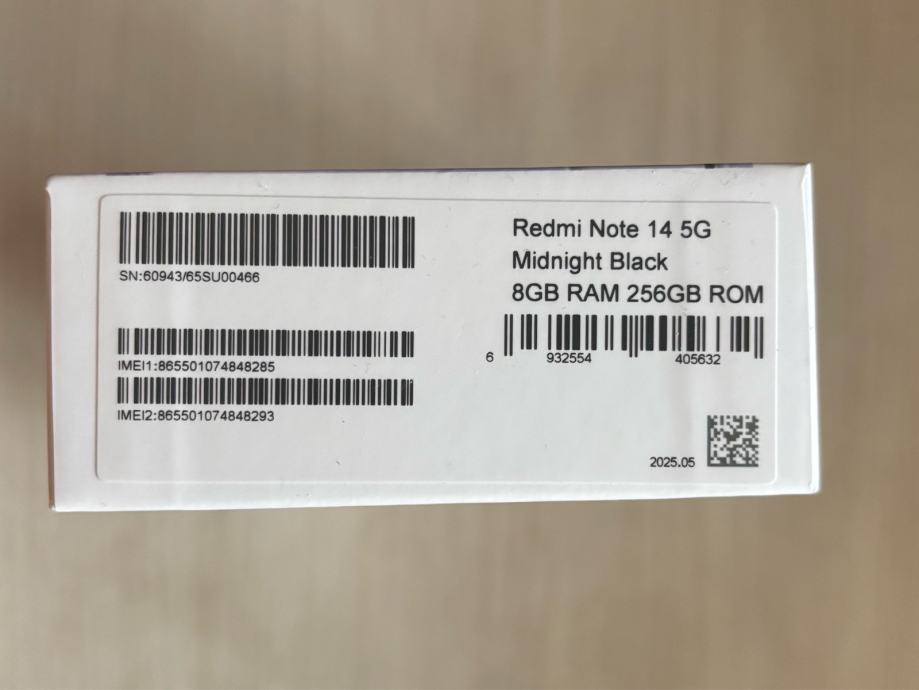 SN:60943/65SU00466
IMEI1:865501074848285
IMEI2:865501074848293
Redmi Note 14 5G
Midnight Black
8GB RAM 256GB ROM
6 932554 405632
2025.05